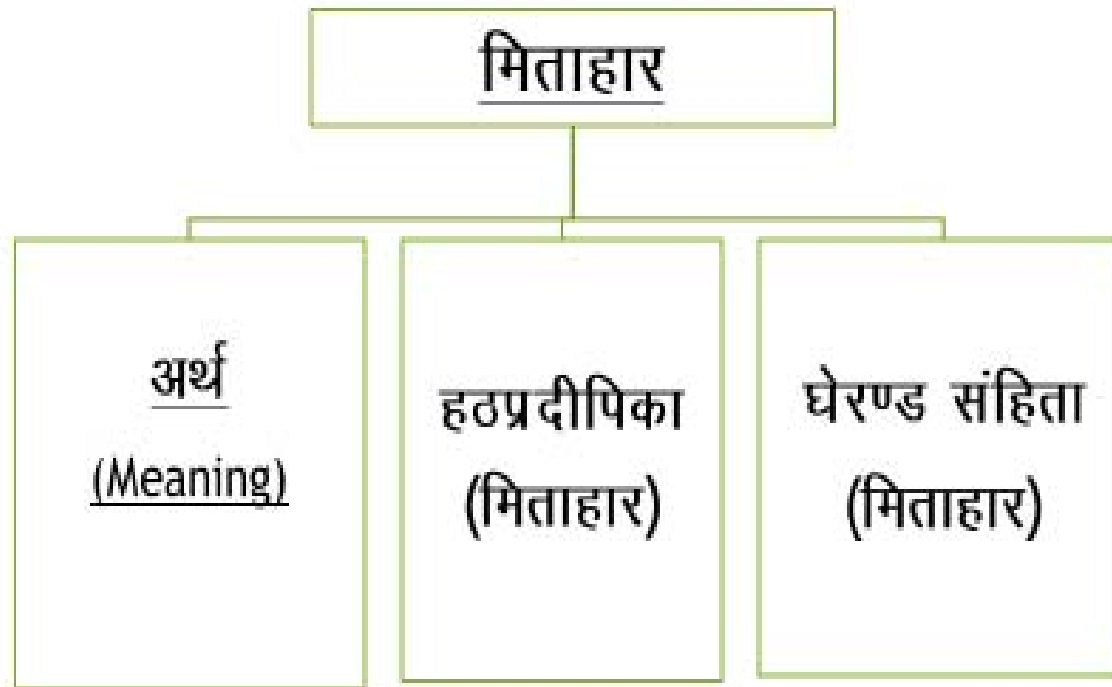 मिताहार
अर्थ
(Meaning)
हठप्रदीपिका
(मिताहार)
घेरण्ड संहिता
(मिताहार)